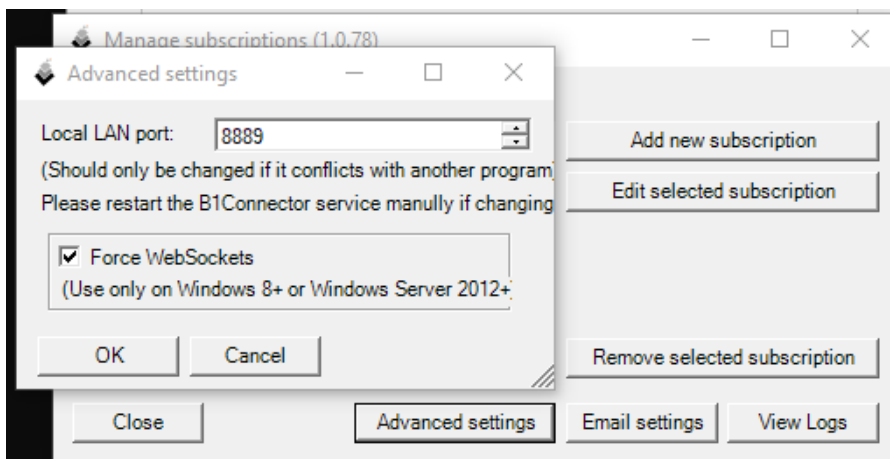 Manage subscriptions (1.0.78)
Advanced settings
Local LAN port: 8889
(Should only be changed if it conflicts with another program)
Please restart the B1Connector service manully if changing
Force WebSockets
(Use only on Windows 8+ or Windows Server 2012+)
OK Cancel
Add new subscription
Edit selected subscription
Remove selected subscription
Close Advanced settings Email settings View Logs